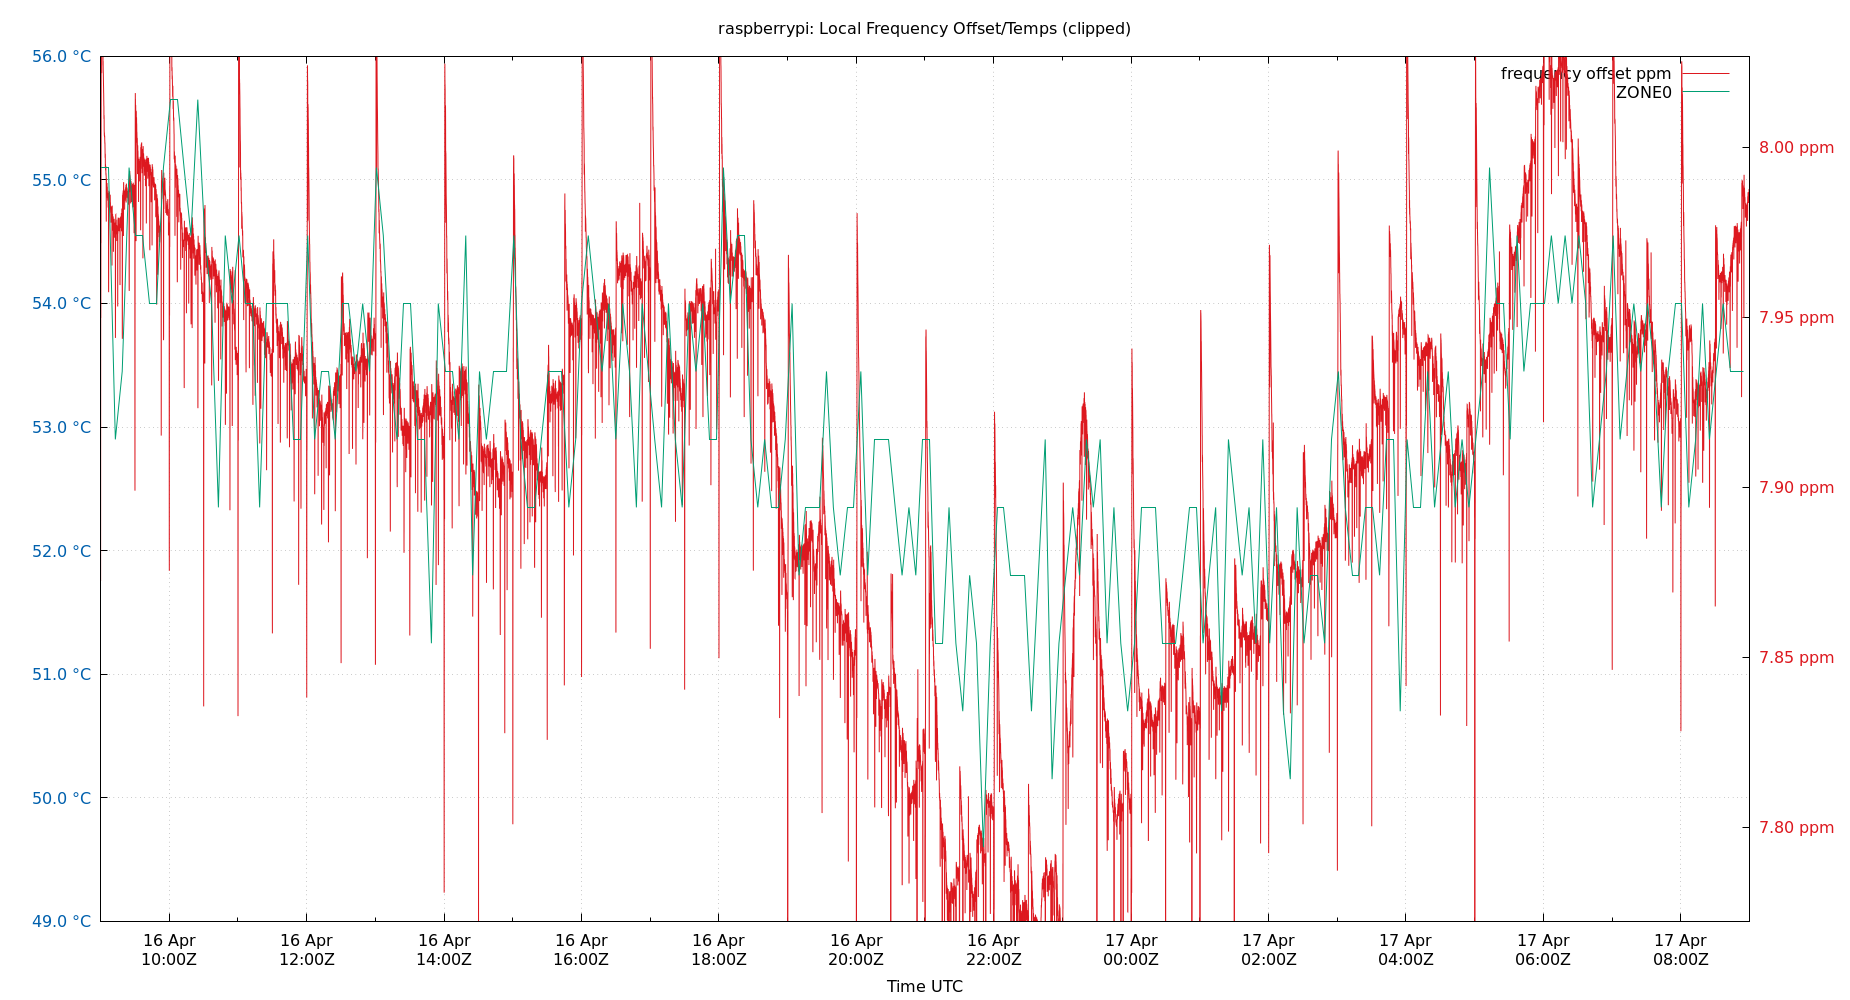 raspberrypi: Local Frequency Offset/Temps (clipped)
frequency offset ppm
ZONE0
56.0 °C
55.0 °C
54.0 °C
53.0 °C
52.0 °C
51.0 °C
50.0 °C
49.0 °C
8.00 ppm
7.95 ppm
7.90 ppm
7.85 ppm
7.80 ppm
16 Apr 16 Apr 16 Apr 16 Apr 16 Apr 16 Apr 16 Apr 17 Apr 17 Apr 17 Apr 17 Apr 17 Apr
10:00Z 12:00Z 14:00Z 16:00Z 18:00Z 20:00Z 22:00Z 00:00Z 02:00Z 04:00Z 06:00Z 08:00Z
Time UTC